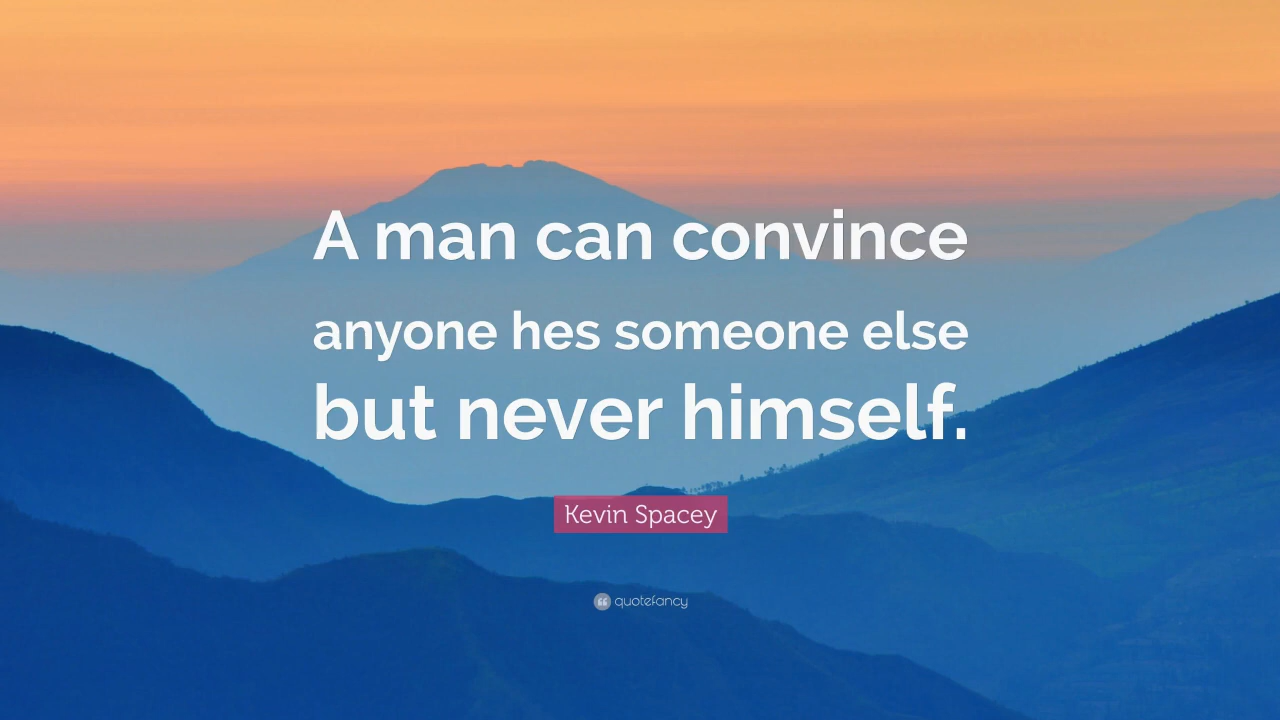 A man can convince
anyone hes someone else
but never himself.
Kevin Spacey
quotefancy